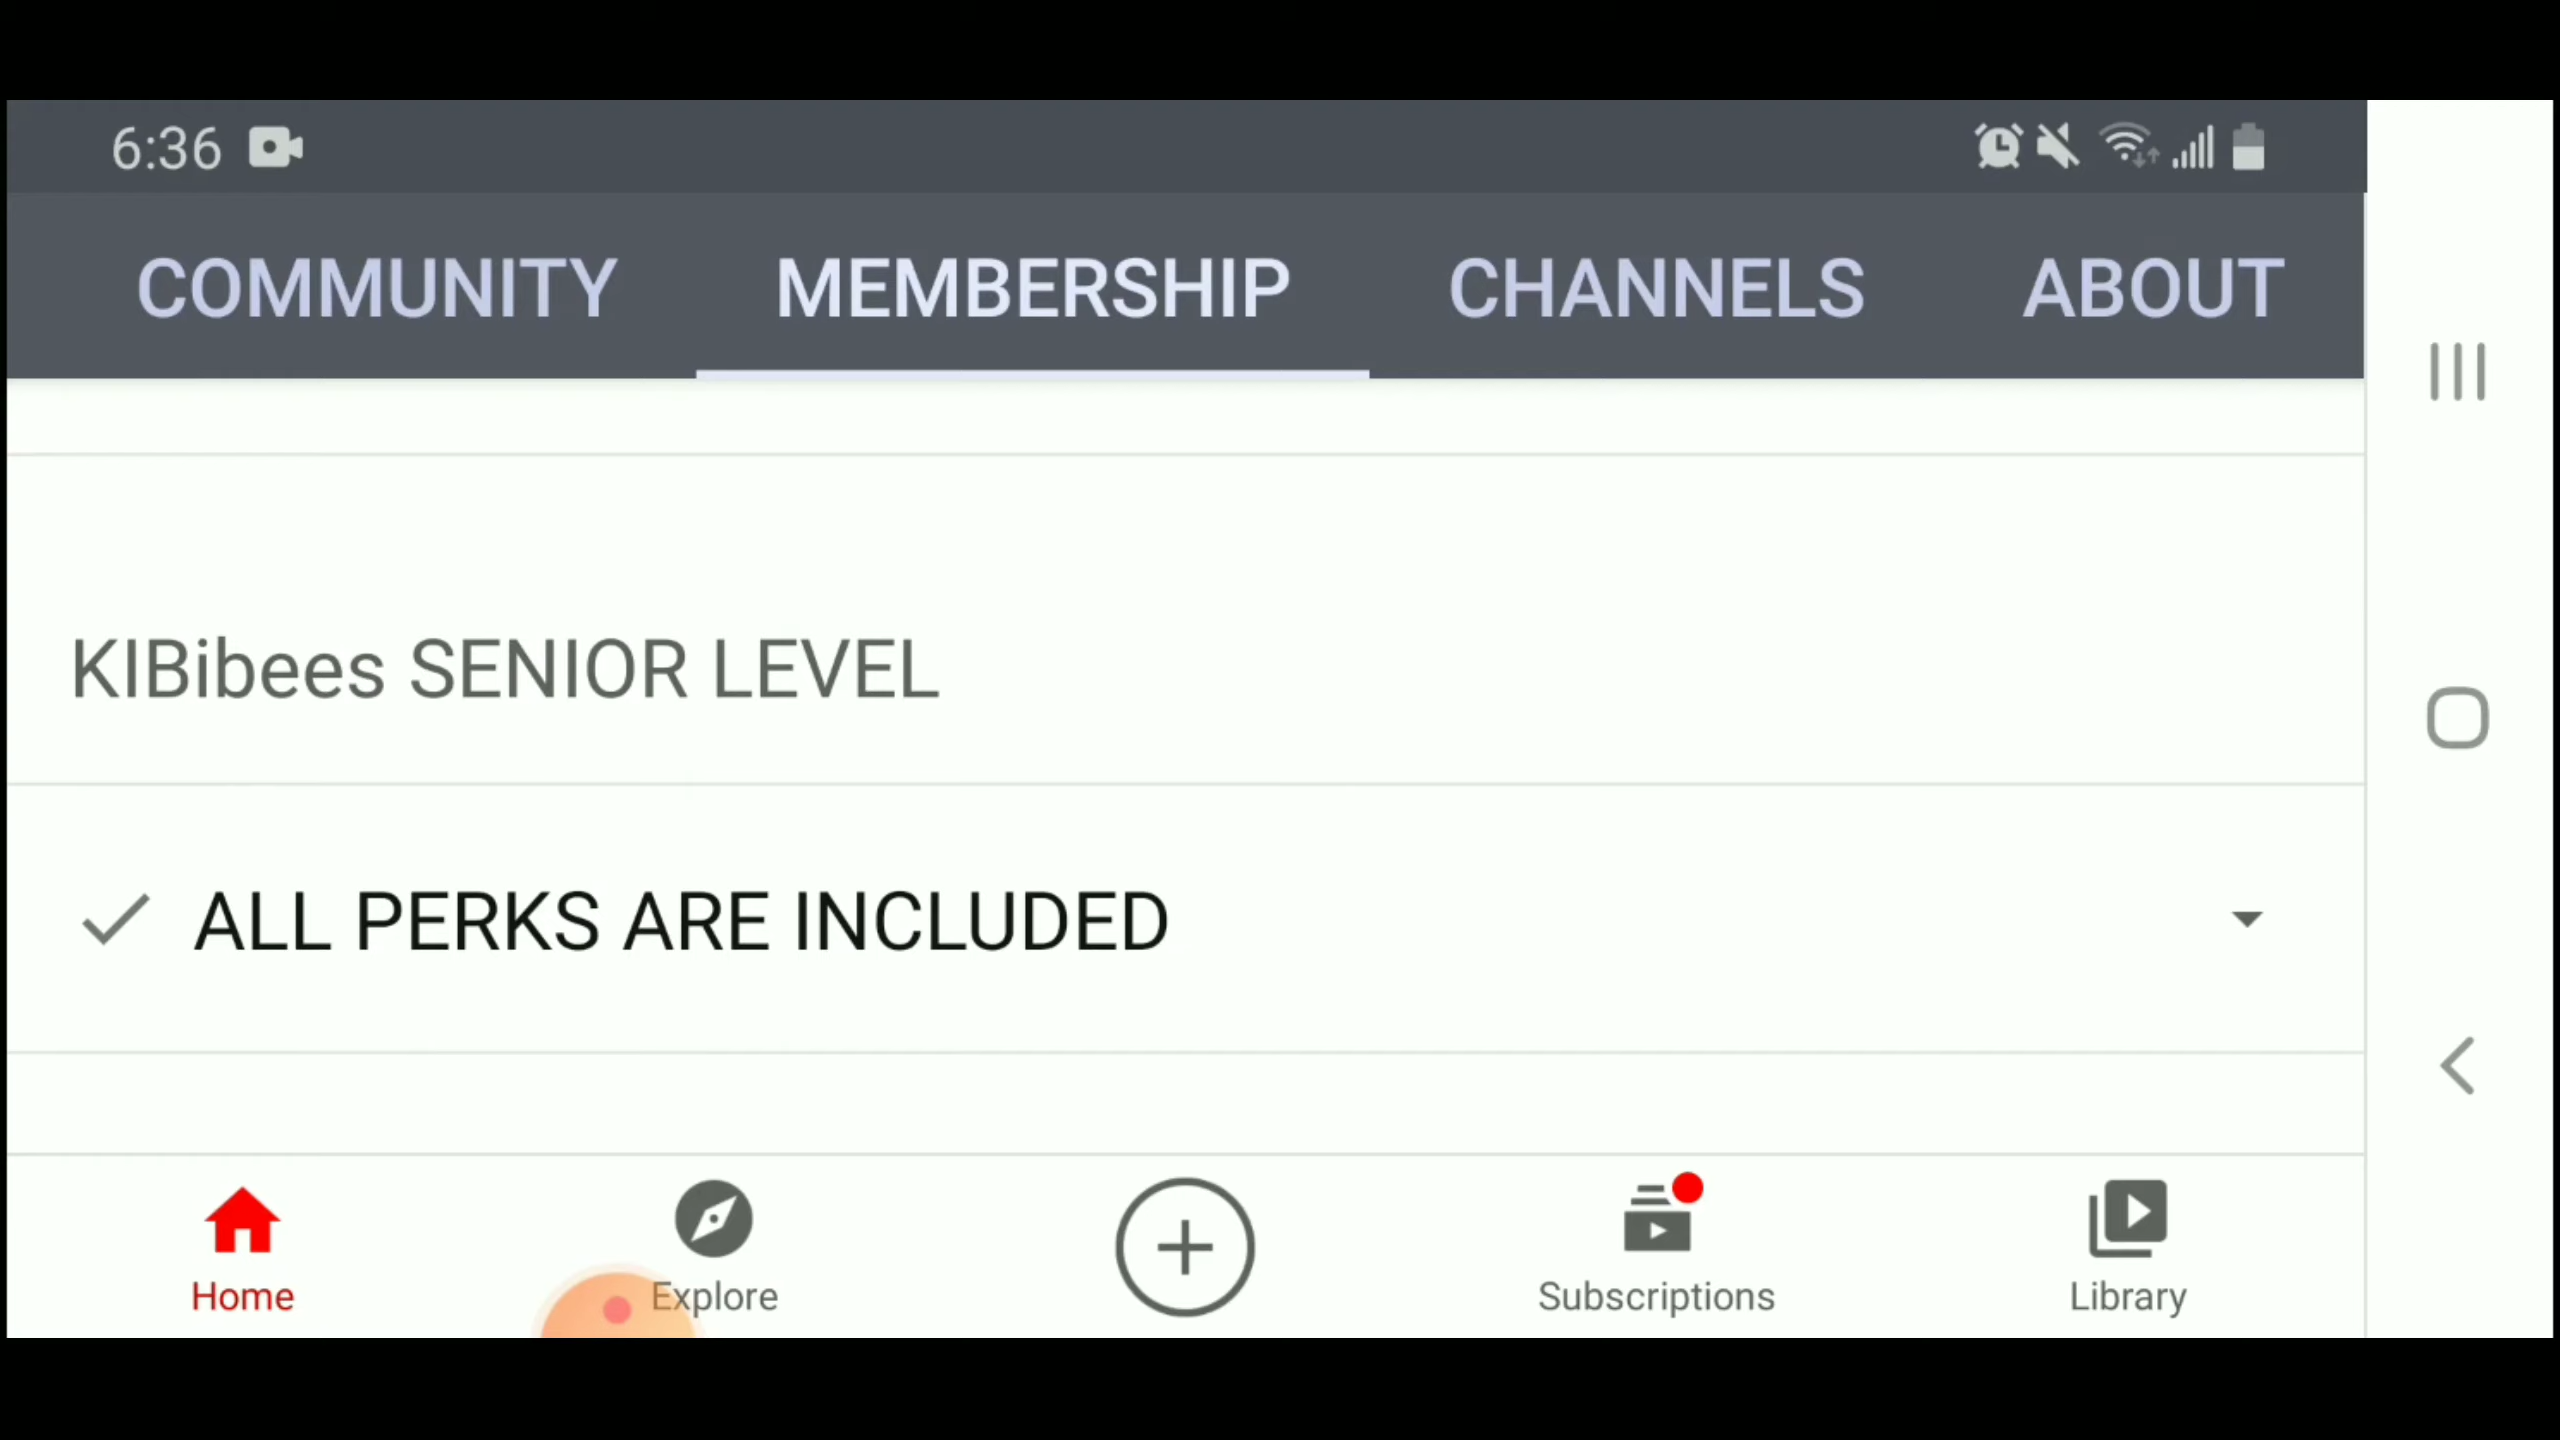 6:36
COMMUNITY MEMBERSHIP CHANNELS ABOUT
KIBibees SENIOR LEVEL
ALL PERKS ARE INCLUDED
Home Explore Subscriptions Library